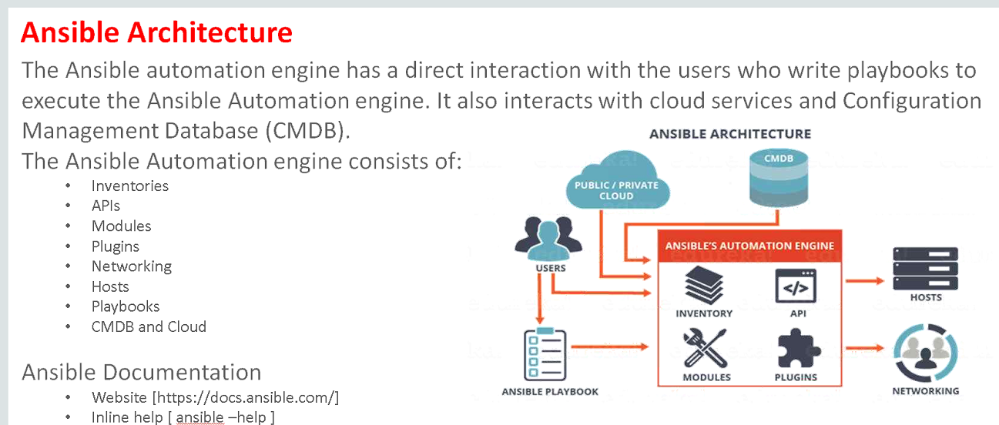 Ansible Architecture
The Ansible automation engine has a direct interaction with the users who write playbooks to
execute the Ansible Automation engine. It also interacts with cloud services and Configuration
Management Database (CMDB).
The Ansible Automation engine consists of:
• Inventories
• APIs
• Modules
• Plugins
• Networking
• Hosts
• Playbooks
• CMDB and Cloud
Ansible Documentation
• Website [https://docs.ansible.com/]
• Inline help [ ansible –help ]
ANSIBLE ARCHITECTURE
CMDB
PUBLIC / PRIVATE
CLOUD
USERS
ANSIBLE'S AUTOMATION ENGINE
edureka!
INVENTORY
API
MODULES
PLUGINS
HOSTS
ANSIBLE PLAYBOOK
NETWORKING